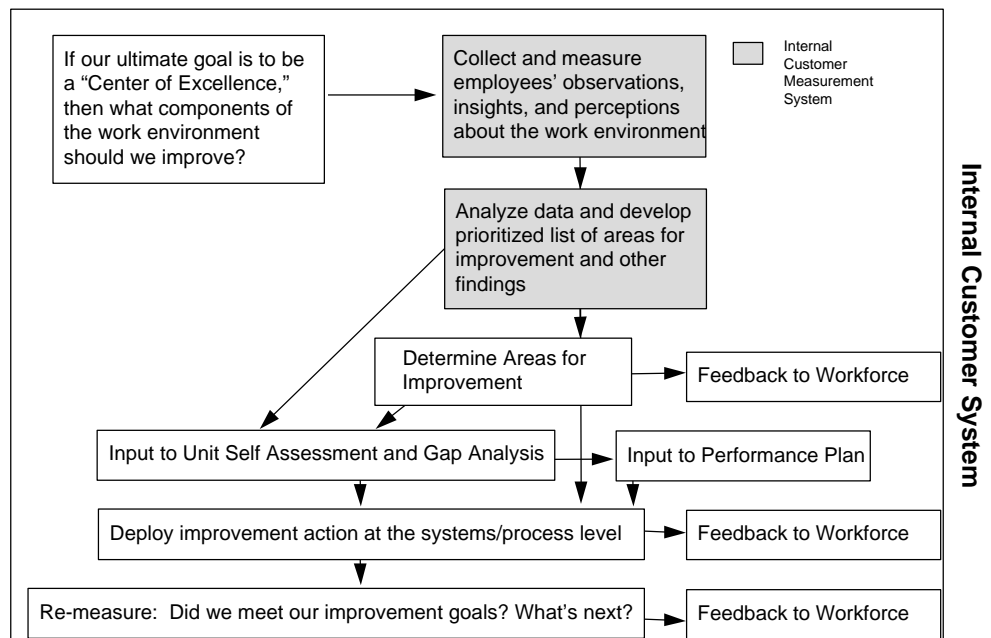 If our ultimate goal is to be
a “Center of Excellence,”
then what components of
the work environment
should we improve?
Collect and measure
employees’ observations,
insights, and perceptions
about the work environment
Internal
Customer
Measurement
System
Analyze data and develop
prioritized list of areas for
improvement and other
findings
Determine Areas for
Improvement
Feedback to Workforce
Input to Unit Self Assessment and Gap Analysis
Input to Performance Plan
Deploy improvement action at the systems/process level
Feedback to Workforce
Re-measure:  Did we meet our improvement goals? What’s next?
Feedback to Workforce
Internal Customer System